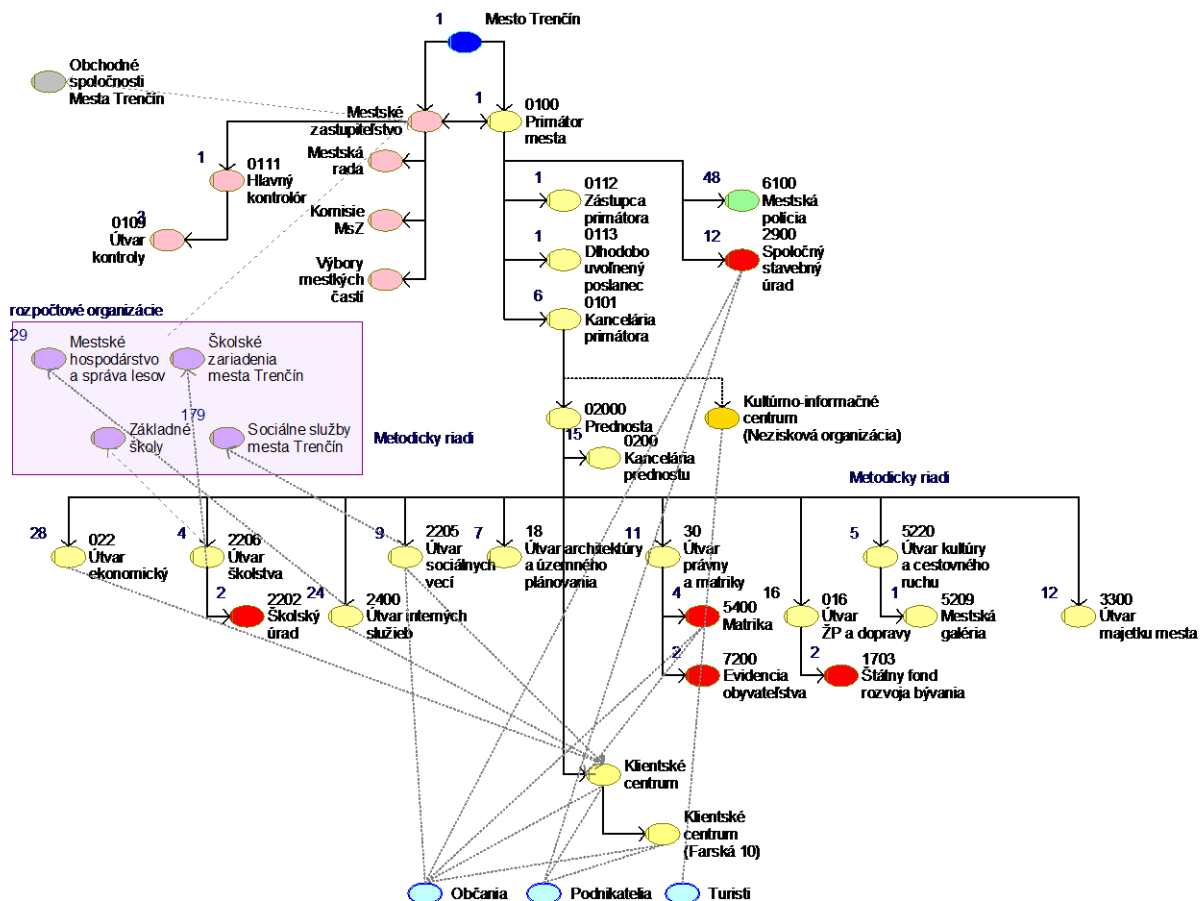 1
Mesto Trenčín
Obchodné
spoločnosti
Mesta Trenčín
Mestské
zastupiteľstvo
1
0100
Primátor
mesta
1
0111
Hlavný
kontrolór
Mestská
rada
1
0112
Zástupca
primátora
48
6100
Mestská
polícia
3
0109
Útvar
kontroly
Komisie
MsZ
1
0113
Dlhodobo
uvoľnený
poslanec
12
2900
Spoločný
stavebný
úrad
Výbory
mestkých
častí
6
0101
Kancelária
primátora
rozpočtové organizácie
29
Mestské
hospodárstvo
a správa lesov
Školské
zariadenia
mesta Trenčín
179
Základné
školy
Sociálne služby
mesta Trenčín
Metodicky riadi
02000
Prednosta
15
0200
Kancelária
prednostu
Kultúrno-informačné
centrum
(Nezisková organizácia)
Metodicky riadi
28
022
Útvar
ekonomický
4
2206
Útvar
školstva
9
2205
Útvar
sociálnych
vecí
7
18
Útvar architektúry
a územného
plánovania
11
30
Útvar
právny
a matriky
5
5220
Útvar kultúry
a cestovného
ruchu
2
2202
Školský
úrad
24
2400
Útvar interných
služieb
4
5400
Matrika
16
016
Útvar
ŽP a dopravy
1
5209
Mestská
galéria
12
3300
Útvar
majetku mesta
2
7200
Evidencia
obyvateľstva
2
1703
Štátny fond
rozvoja bývania
Klientské
centrum
Klientské
centrum
(Farská 10)
Občania
Podnikatelia
Turisti